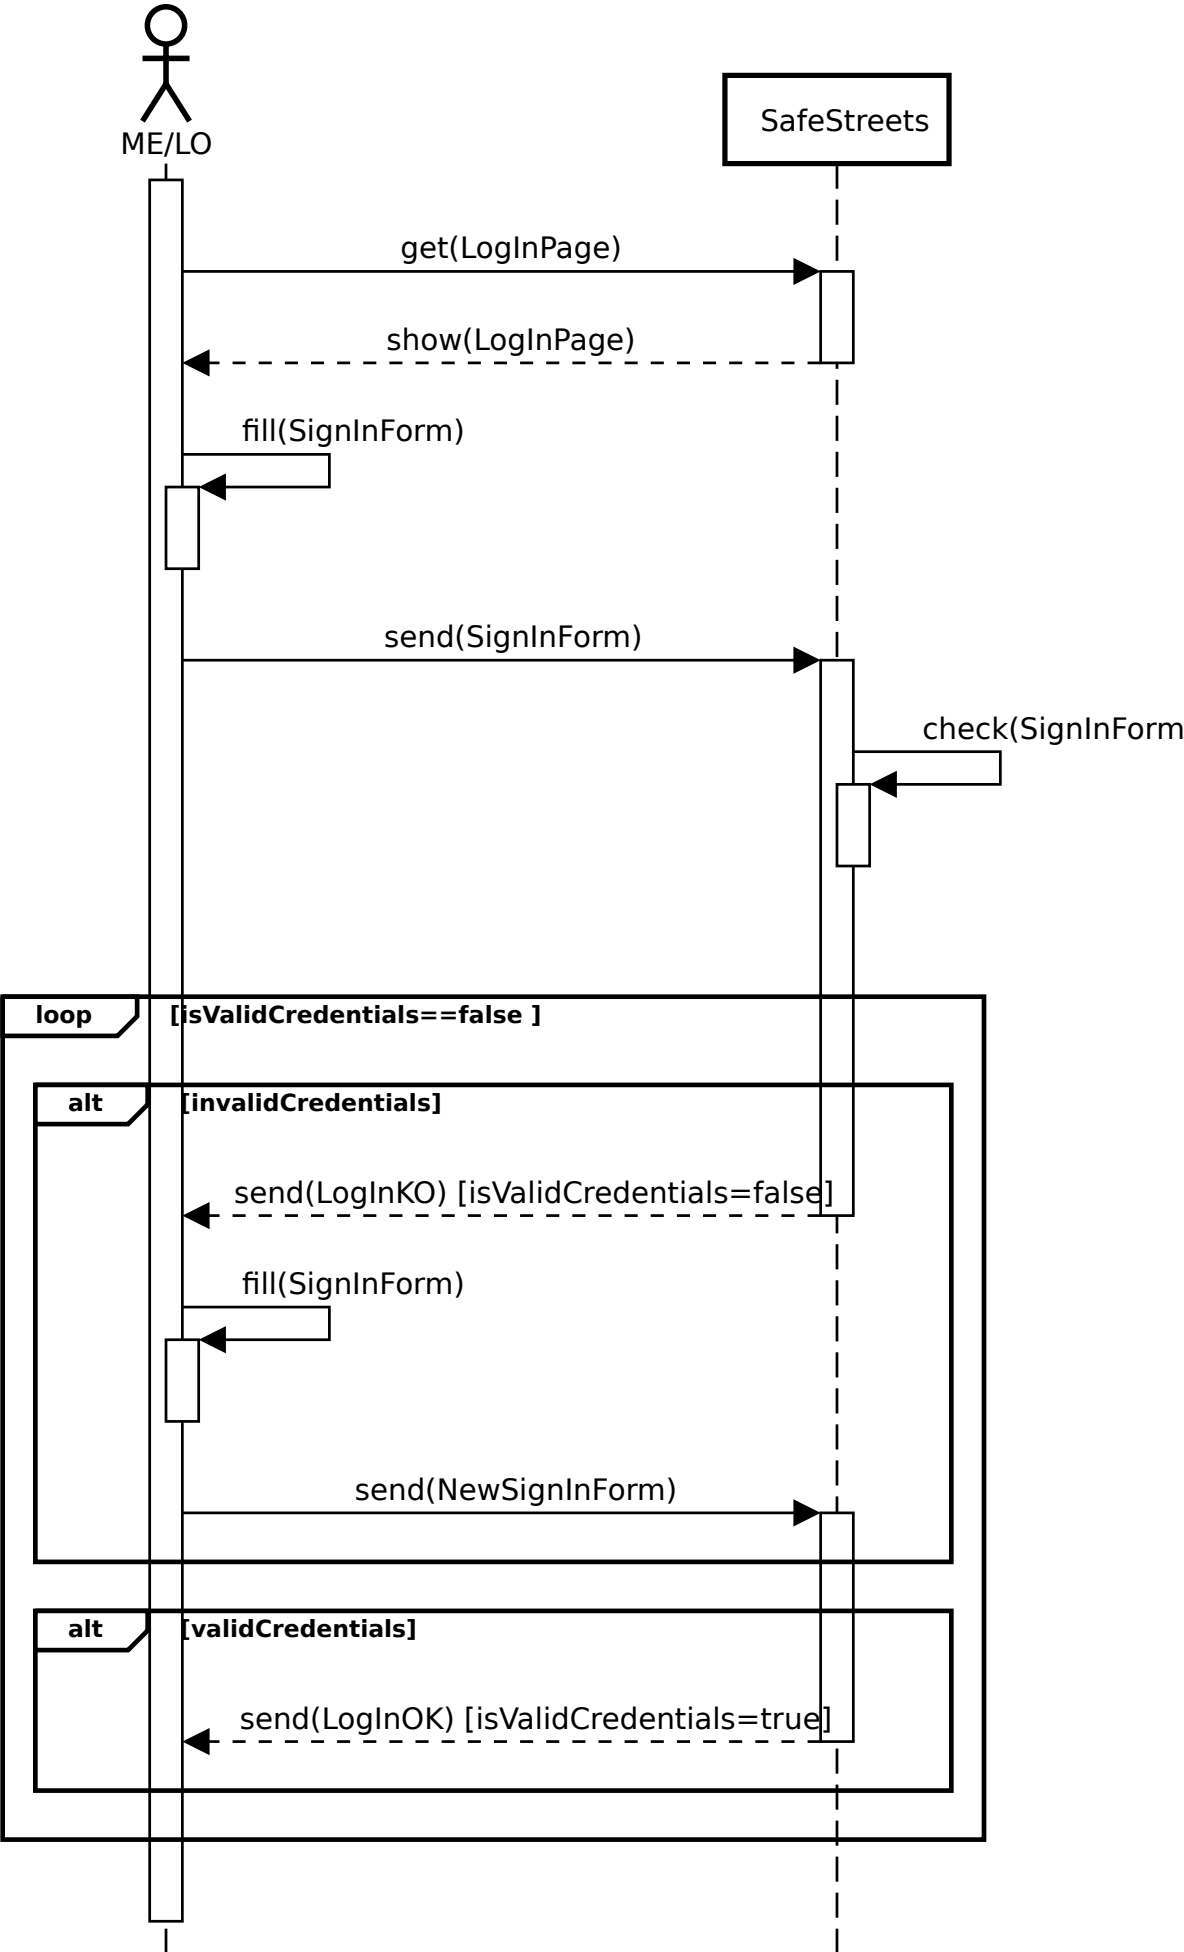 ME/LO
SafeStreets
get(LogInPage)
show(LogInPage)
fill(SignInForm)
send(SignInForm)
check(SignInForm
loop [isValidCredentials==false ]
alt [invalidCredentials]
send(LogInKO) [isValidCredentials=false]
fill(SignInForm)
send(NewSignInForm)
alt [validCredentials]
send(LogInOK) [isValidCredentials=true]